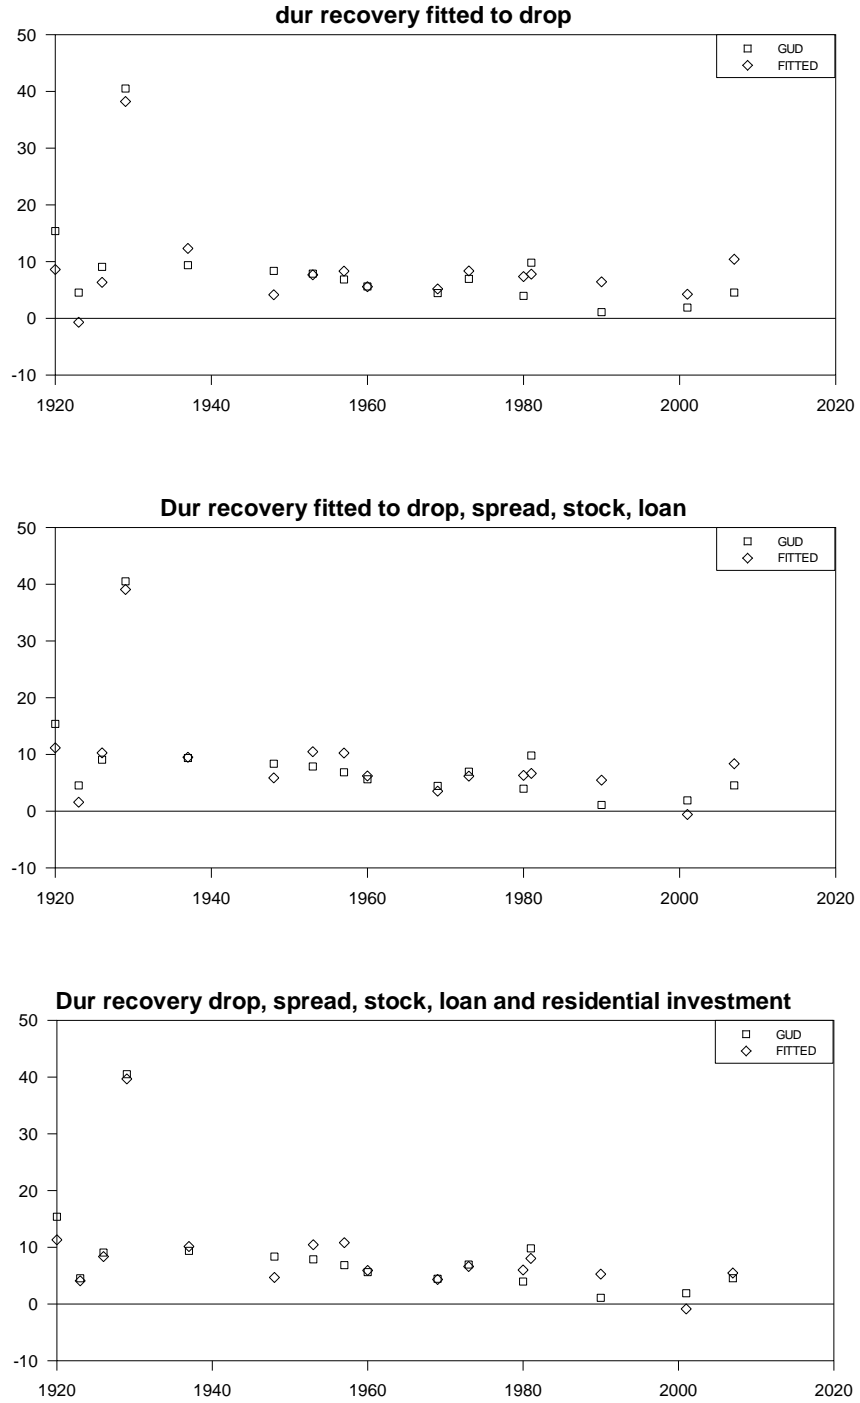 dur recovery fitted to drop
GUD
FITTED
50
40
30
20
10
0
-10
1920 1940 1960 1980 2000 2020
Dur recovery fitted to drop, spread, stock, loan
GUD
FITTED
50
40
30
20
10
0
-10
1920 1940 1960 1980 2000 2020
Dur recovery drop, spread, stock, loan and residential investment
GUD
FITTED
50
40
30
20
10
0
-10
1920 1940 1960 1980 2000 2020